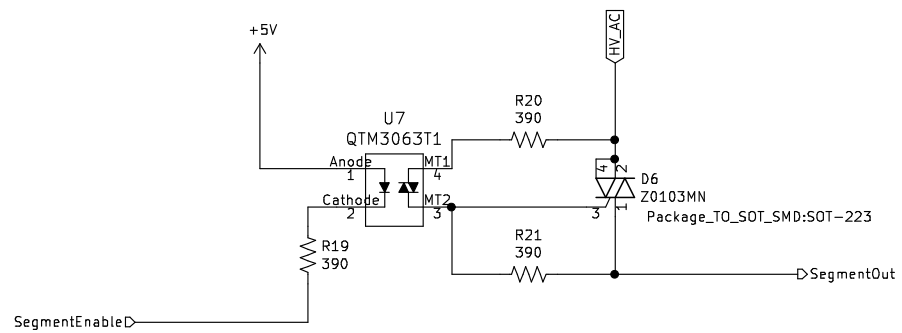 +5V
HV_AC
R20
390
U7
QTM3063T1
Anode
1
MT1
4
4
2
D6
Z0103MN
Cathode
2
MT2
3
3
1
Package_TO_SOT_SMD:SOT-223
R19
390
R21
390
SegmentOut
SegmentEnable